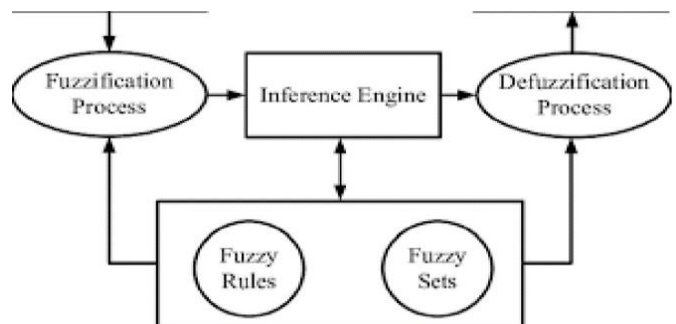 Fuzzification
Process
Inference Engine
Defuzzification
Process
Fuzzy
Rules
Fuzzy
Sets